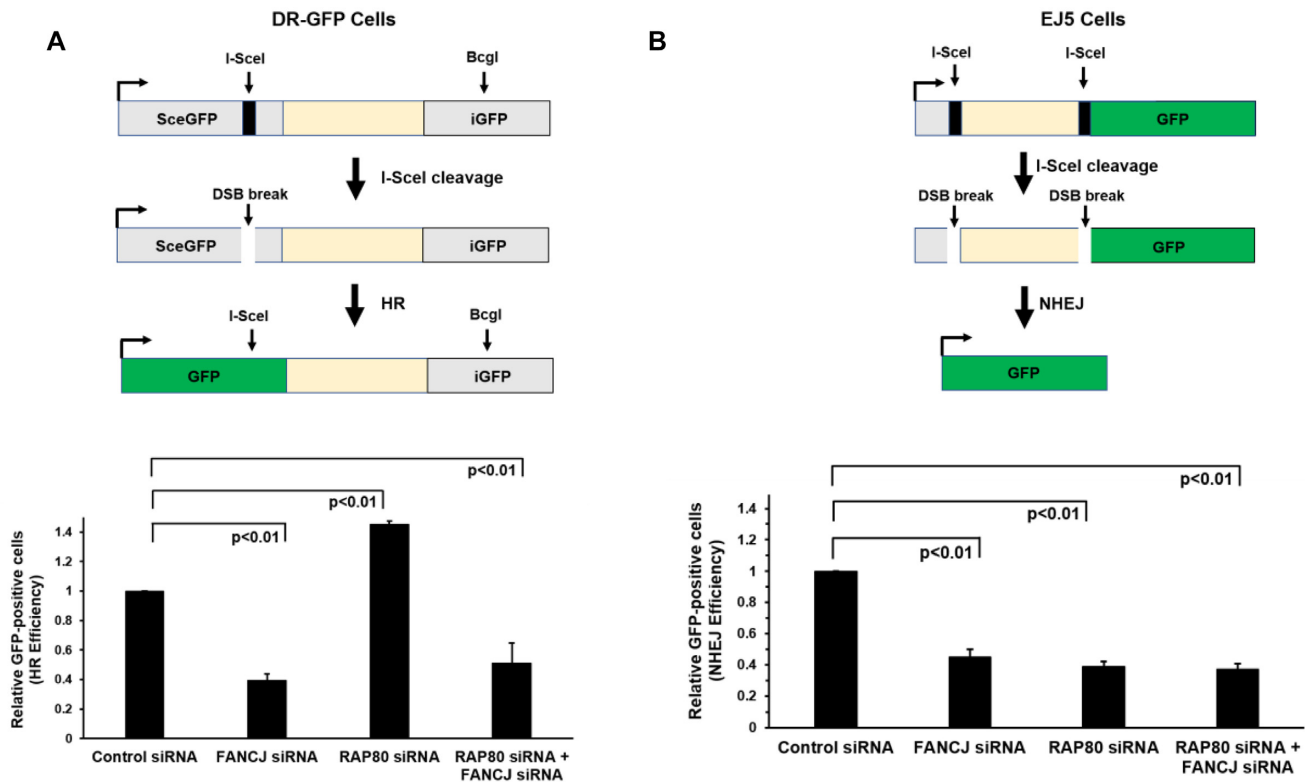 A
DR-GFP Cells
I-SceI
BcgI
SceGFP
iGFP
I-SceI cleavage
DSB break
SceGFP
iGFP
HR
I-SceI
BcgI
GFP
iGFP
p<0.01
p<0.01
p<0.01
Relative GFP-positive cells
(HR Efficiency)
1.4
1.2
1
0.8
0.6
0.4
0.2
0
Control siRNA
FANCJ siRNA
RAP80 siRNA
RAP80 siRNA +
FANCJ siRNA
B
EJ5 Cells
I-SceI
I-SceI
GFP
I-SceI cleavage
DSB break
DSB break
GFP
NHEJ
GFP
p<0.01
p<0.01
p<0.01
Relative GFP-positive cells
(NHEJ Efficiency)
1.4
1.2
1
0.8
0.6
0.4
0.2
0
Control siRNA
FANCJ siRNA
RAP80 siRNA
RAP80 siRNA +
FANCJ siRNA